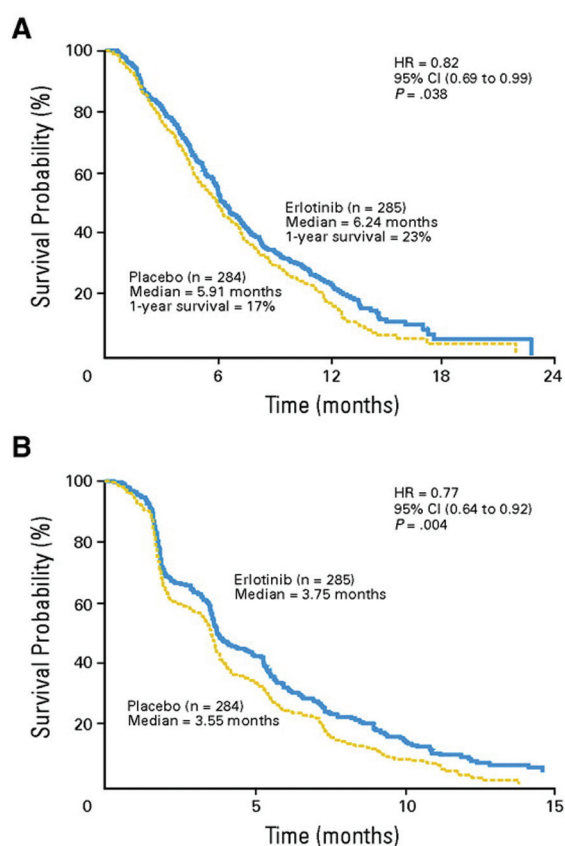 A
100
80
60
40
20
0
6
12
18
24
Survival Probability (%)
Time (months)
HR = 0.82
95% CI (0.69 to 0.99)
P = .038
Erlotinib (n = 285)
Median = 6.24 months
1-year survival = 23%
Placebo (n = 284)
Median = 5.91 months
1-year survival = 17%
B
100
80
60
40
20
0
5
10
15
Survival Probability (%)
Time (months)
HR = 0.77
95% CI (0.64 to 0.92)
P = .004
Erlotinib (n = 285)
Median = 3.75 months
Placebo (n = 284)
Median = 3.55 months